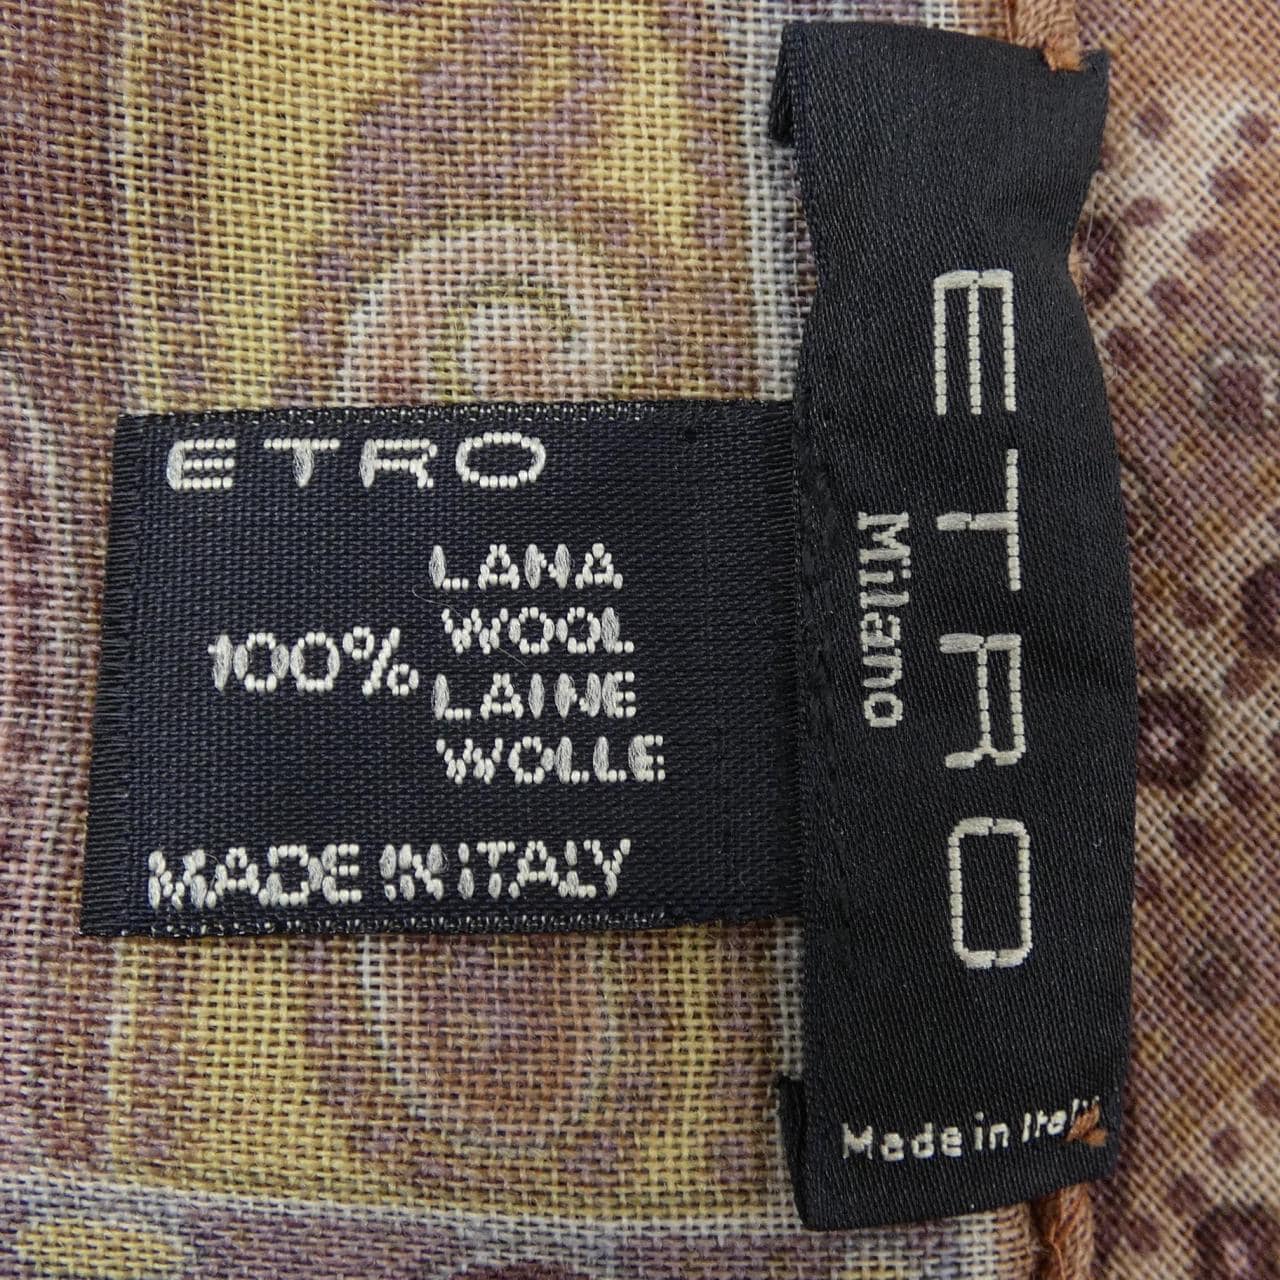 ETRO
100%
LANA
WOOL
LAINE
WOLLE
MADE IN ITALY
ETRO
Milano
Made in Italy